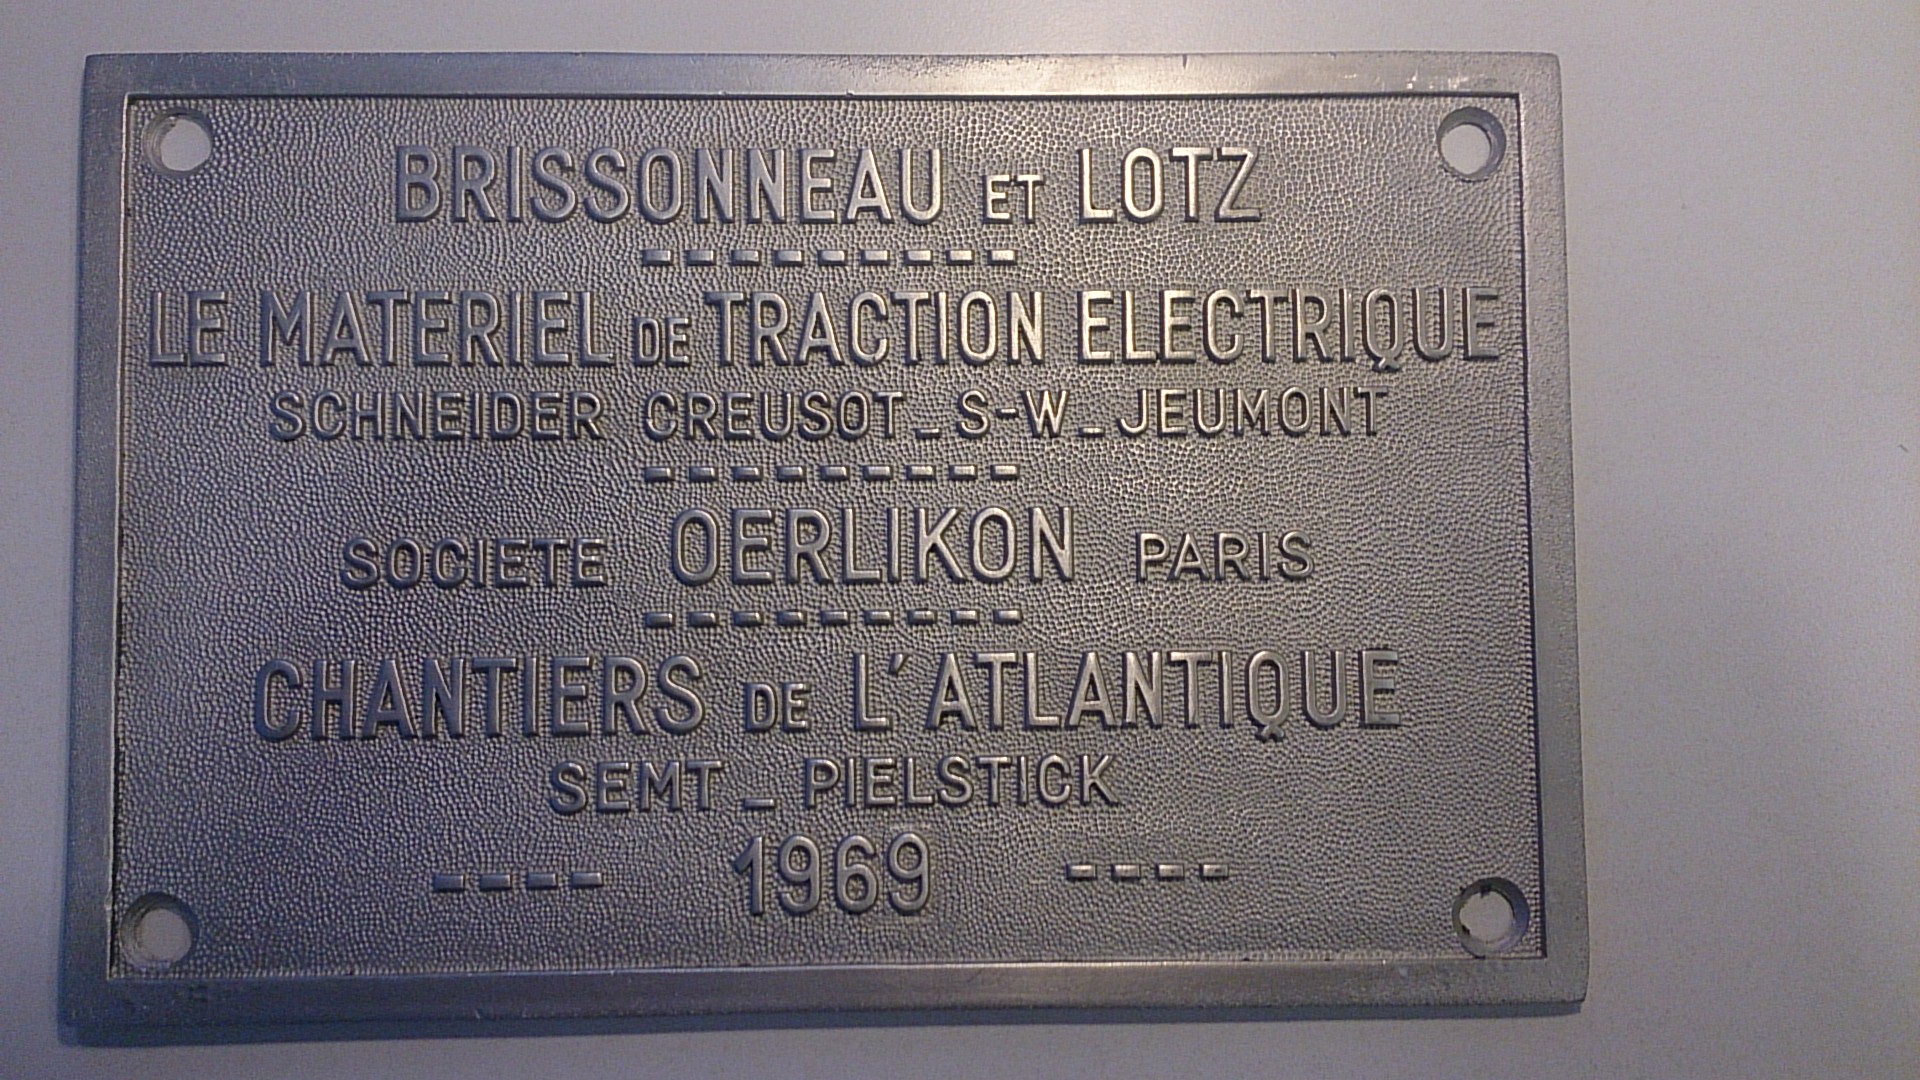 BRISSONNEAU ET LOTZ
LE MATERIEL DE TRACTION ELECTRIQUE
SCHNEIDER CREUSOT_S-W_JEUMONT
SOCIETE OERLIKON PARIS
CHANTIERS DE L'ATLANTIQUE
SEMT_PIELSTICK
---- 1969 ----